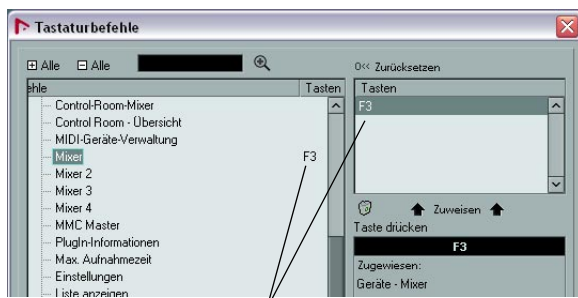 Tastaturbefehle
Alle Alle
0<< Zurücksetzen
ehle Tasten
Control-Room-Mixer
Control Room - Übersicht
MIDI-Geräte-Verwaltung
Mixer F3
Mixer 2
Mixer 3
Mixer 4
MMC Master
PlugIn-Informationen
Max. Aufnahmezeit
Einstellungen
Liste anzeigen
Tasten
F3
Zuweisen
Taste drücken
F3
Zugewiesen:
Geräte - Mixer